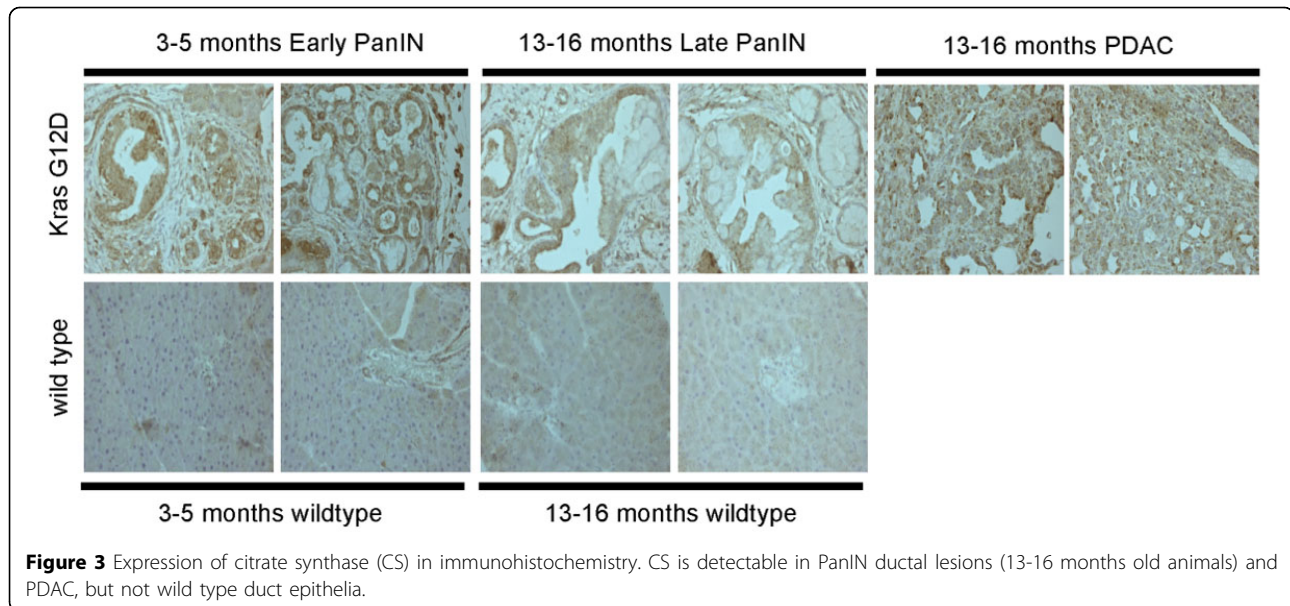 3-5 months Early PanIN
13-16 months Late PanIN
13-16 months PDAC
Kras G12D
wild type
3-5 months wildtype
13-16 months wildtype
Figure 3 Expression of citrate synthase (CS) in immunohistochemistry. CS is detectable in PanIN ductal lesions (13-16 months old animals) and
PDAC, but not wild type duct epithelia.